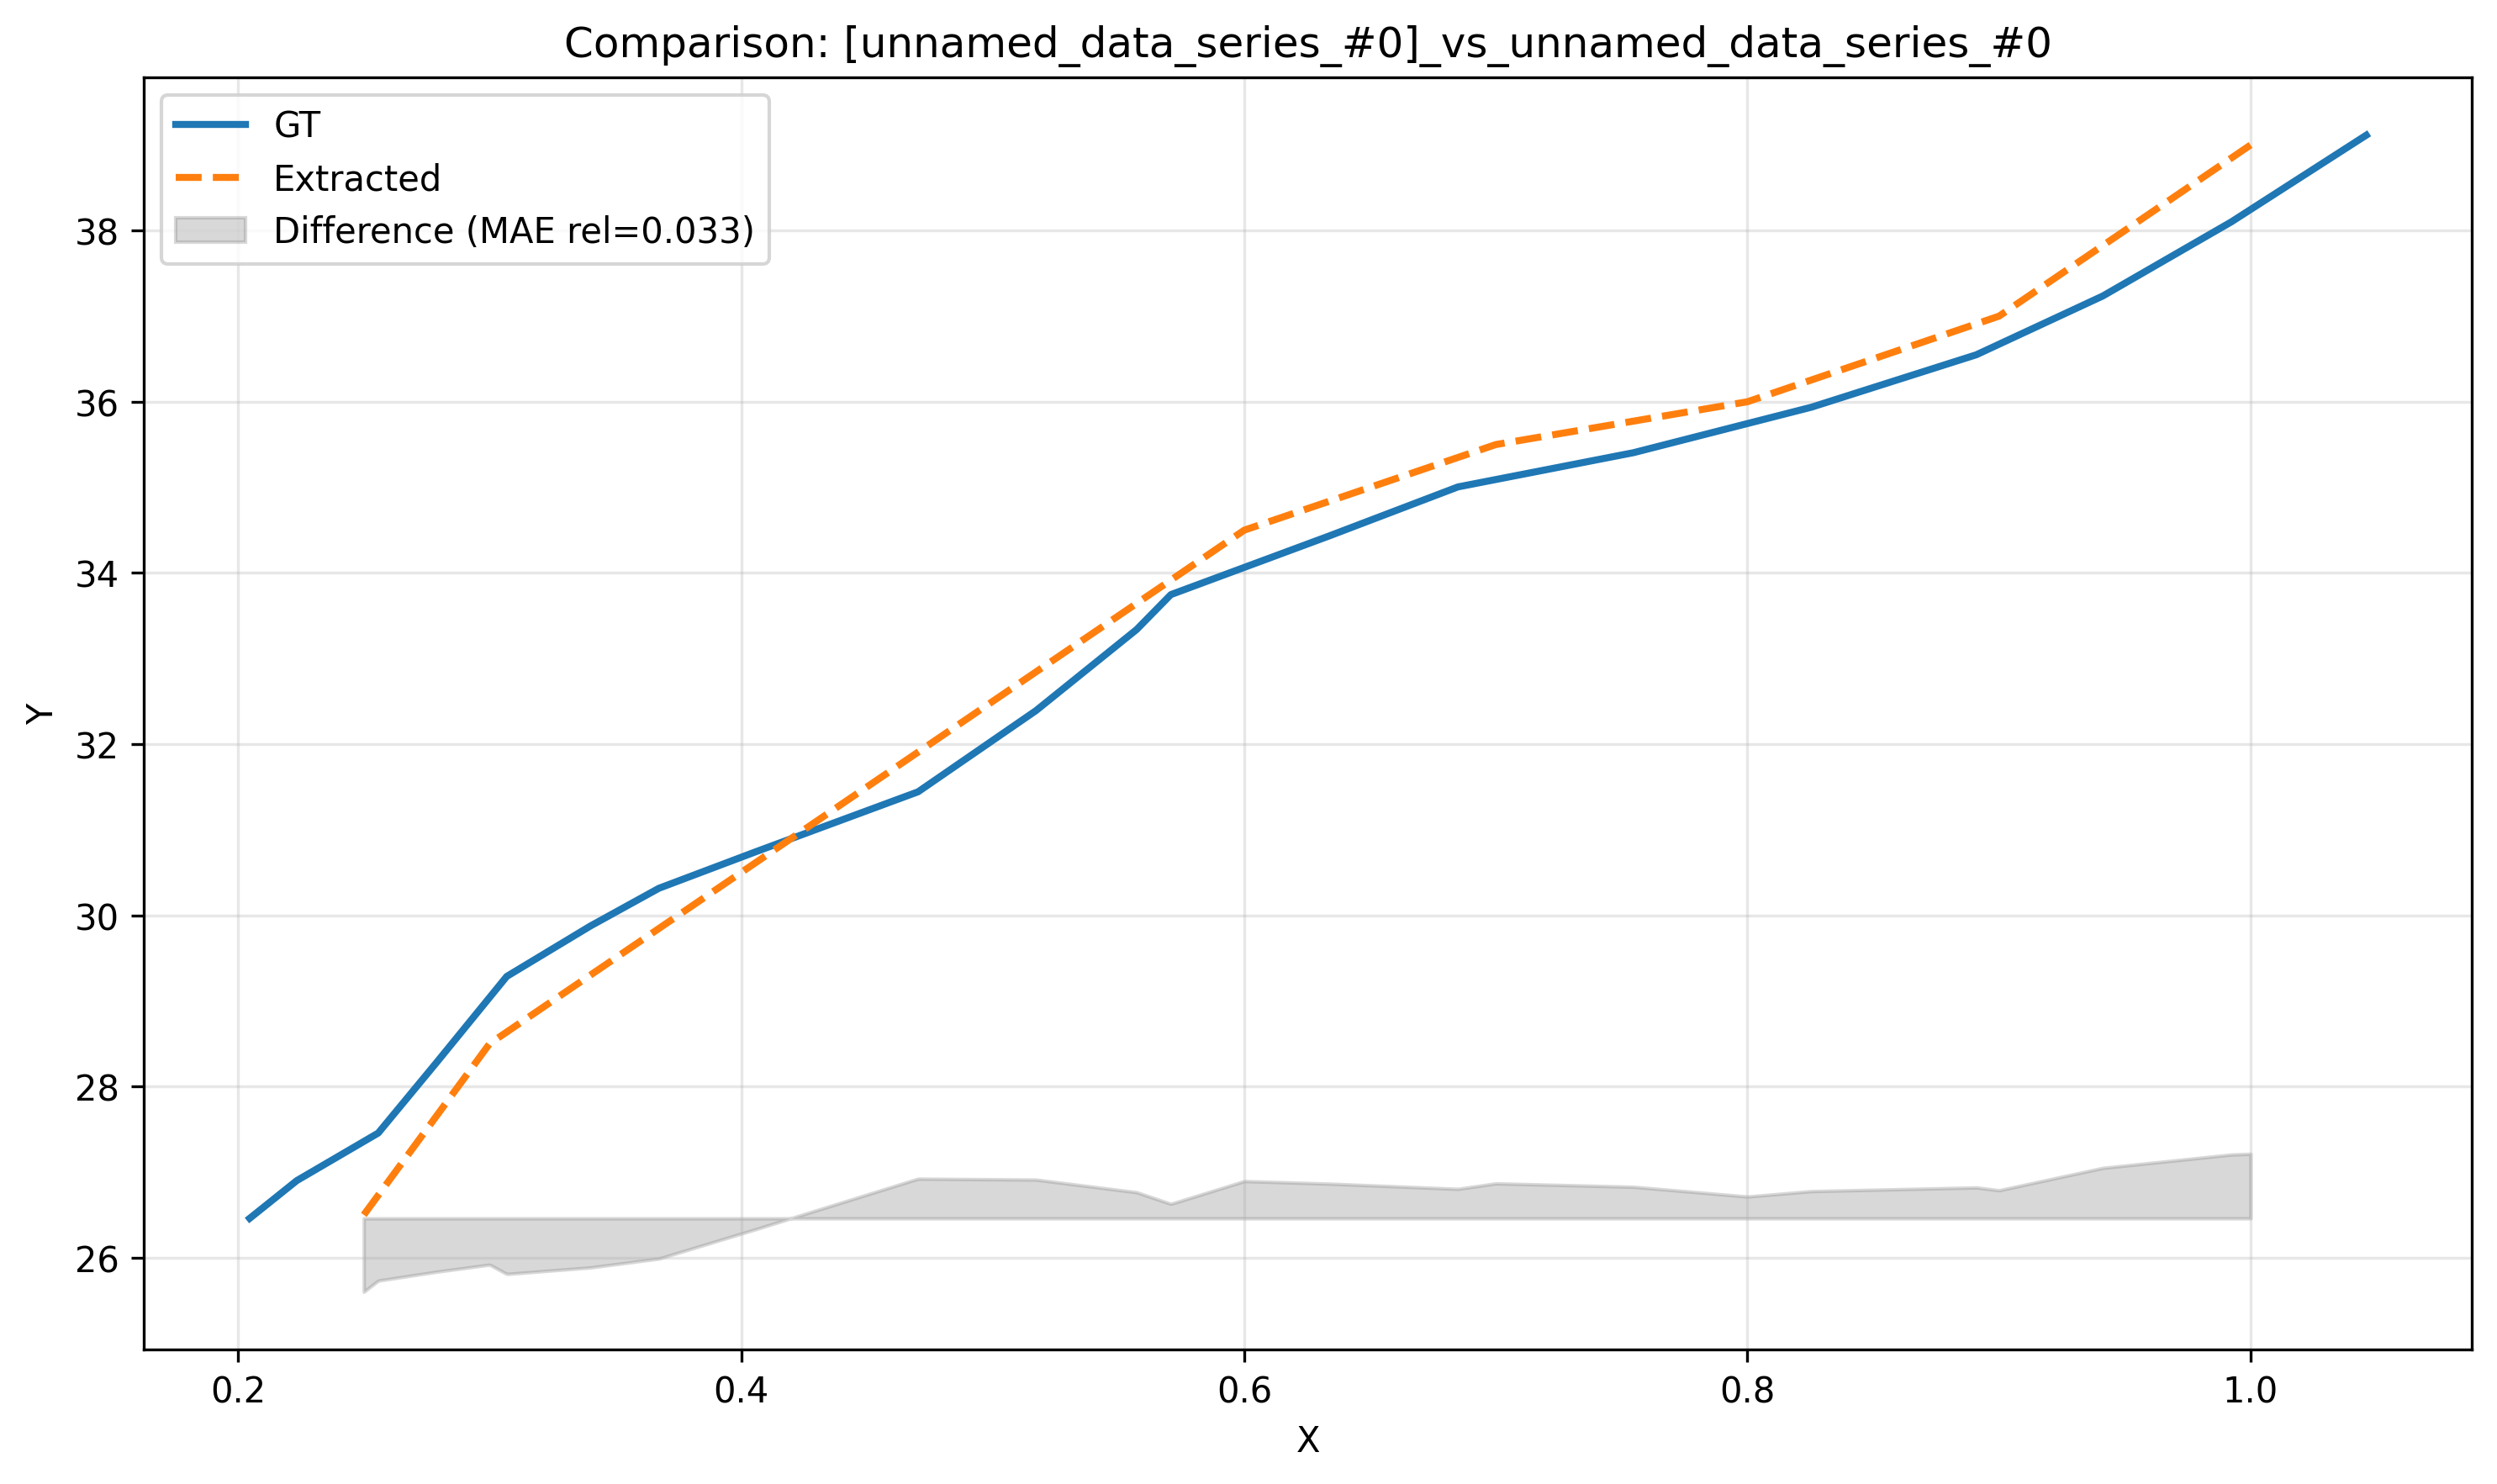 Comparison: [unnamed_data_series_#0]_vs_unnamed_data_series_#0
GT
Extracted
Difference (MAE rel=0.033)
38
36
34
32
30
28
26
Y
0.2
0.4
0.6
0.8
1.0
X